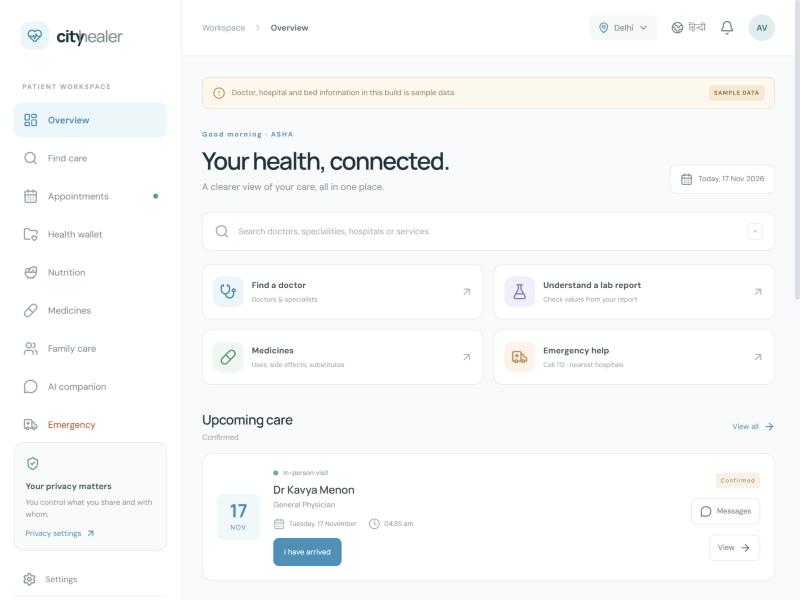 cityhealer
Workspace > Overview
Delhi
हिन्दी
AV
PATIENT WORKSPACE
Overview
Find care
Appointments
Health wallet
Nutrition
Medicines
Family care
AI companion
Emergency
Your privacy matters
You control what you share and with
whom.
Privacy settings
Settings
Doctor, hospital and bed information in this build is sample data.
SAMPLE DATA
Good morning · ASHA
Your health, connected.
A clearer view of your care, all in one place.
Today, 17 Nov 2026
Search doctors, specialities, hospitals or services
Find a doctor
Doctors & specialists
Understand a lab report
Check values from your report
Medicines
Uses, side effects, substitutes
Emergency help
Call 112 · nearest hospitals
Upcoming care
Confirmed
View all
17
NOV
In-person visit
Dr Kavya Menon
General Physician
Tuesday, 17 November
04:35 am
I have arrived
Confirmed
Messages
View